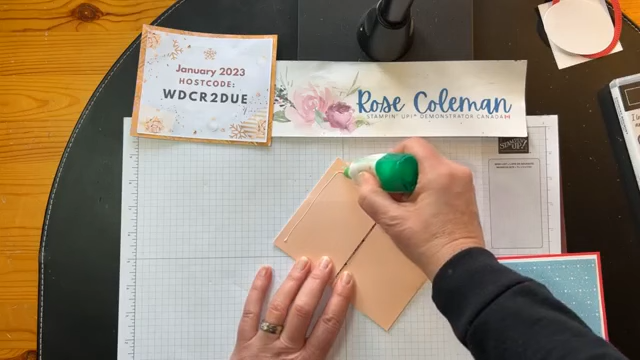 January 2023
HOSTCODE:
WDCR2DUE
Rose Coleman
STAMPIN' UP!® DEMONSTRATOR CANADA